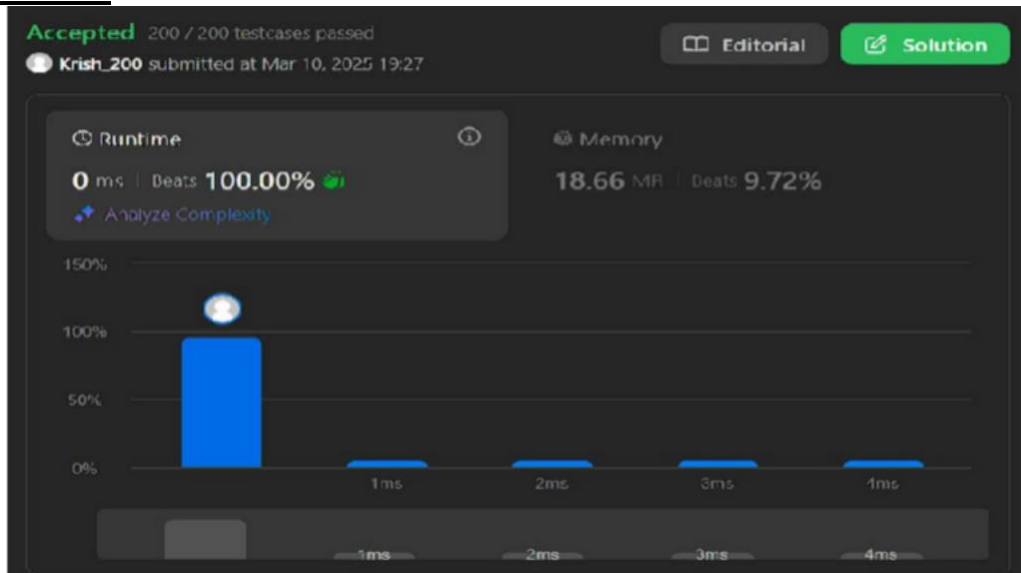 Accepted 200 / 200 testcases passed
Editorial
Solution
Krish_200 submitted at Mar 10, 2025 19:27
Runtime
0 ms | Beats 100.00%
Analyze Complexity
Memory
18.66 MB | Beats 9.72%
150%
100%
50%
0%
1ms 2ms 3ms 4ms
1ms 2ms 3ms 4ms